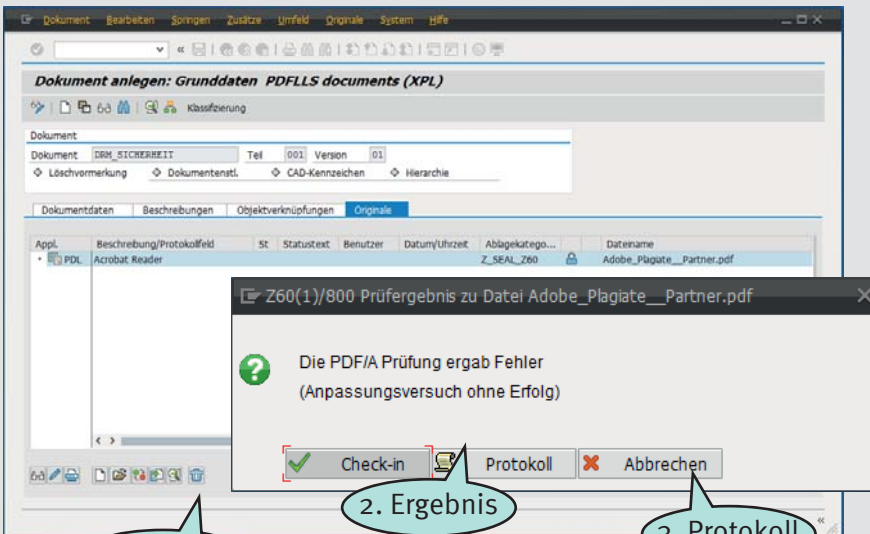 Dokument Bearbeiten Springen Zusätze Umfeld Originale System Hilfe
Dokument anlegen: Grunddaten PDFLLS documents (XPL)
Klassifizierung
Dokument
Dokument DRM_SICHERHEIT Teil 001 Version 01
Löschvormerkung Dokumentenstl. CAD-Kennzeichen Hierarchie
Dokumentdaten Beschreibungen Objektverknüpfungen Originale
Appl. Beschreibung/Protokollfeld St Statustext Benutzer Datum/Uhrzeit Ablagekatego... Dateiname
PDL Acrobat Reader Z_SEAL_Z60 Adobe_Plagiate__Partner.pdf
Z60(1)/800 Prüfergebnis zu Datei Adobe_Plagiate__Partner.pdf
Die PDF/A Prüfung ergab Fehler
(Anpassungsversuch ohne Erfolg)
Check-in Protokoll Abbrechen
2. Ergebnis
Protokoll